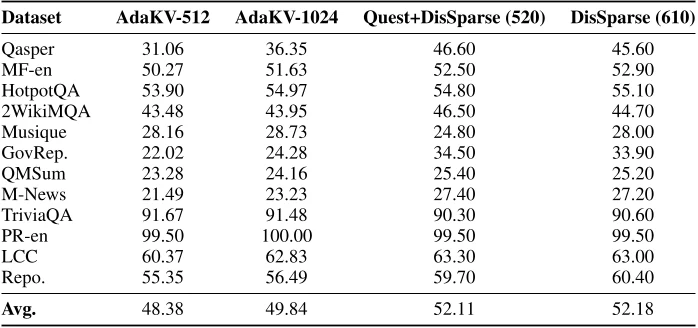 Dataset AdaKV-512 AdaKV-1024 Quest+DisSparse (520) DisSparse (610)
Qasper 31.06 36.35 46.60 45.60
MF-en 50.27 51.63 52.50 52.90
HotpotQA 53.90 54.97 54.80 55.10
2WikiMQA 43.48 43.95 46.50 44.70
Musique 28.16 28.73 24.80 28.00
GovRep. 22.02 24.28 34.50 33.90
QMSum 23.28 24.16 25.40 25.20
M-News 21.49 23.23 27.40 27.20
TriviaQA 91.67 91.48 90.30 90.60
PR-en 99.50 100.00 99.50 99.50
LCC 60.37 62.83 63.30 63.00
Repo. 55.35 56.49 59.70 60.40
Avg. 48.38 49.84 52.11 52.18